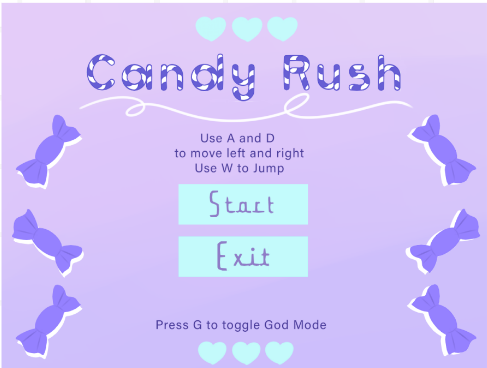 Candy Rush
Use A and D
to move left and right
Use W to Jump
Start
Exit
Press G to toggle God Mode